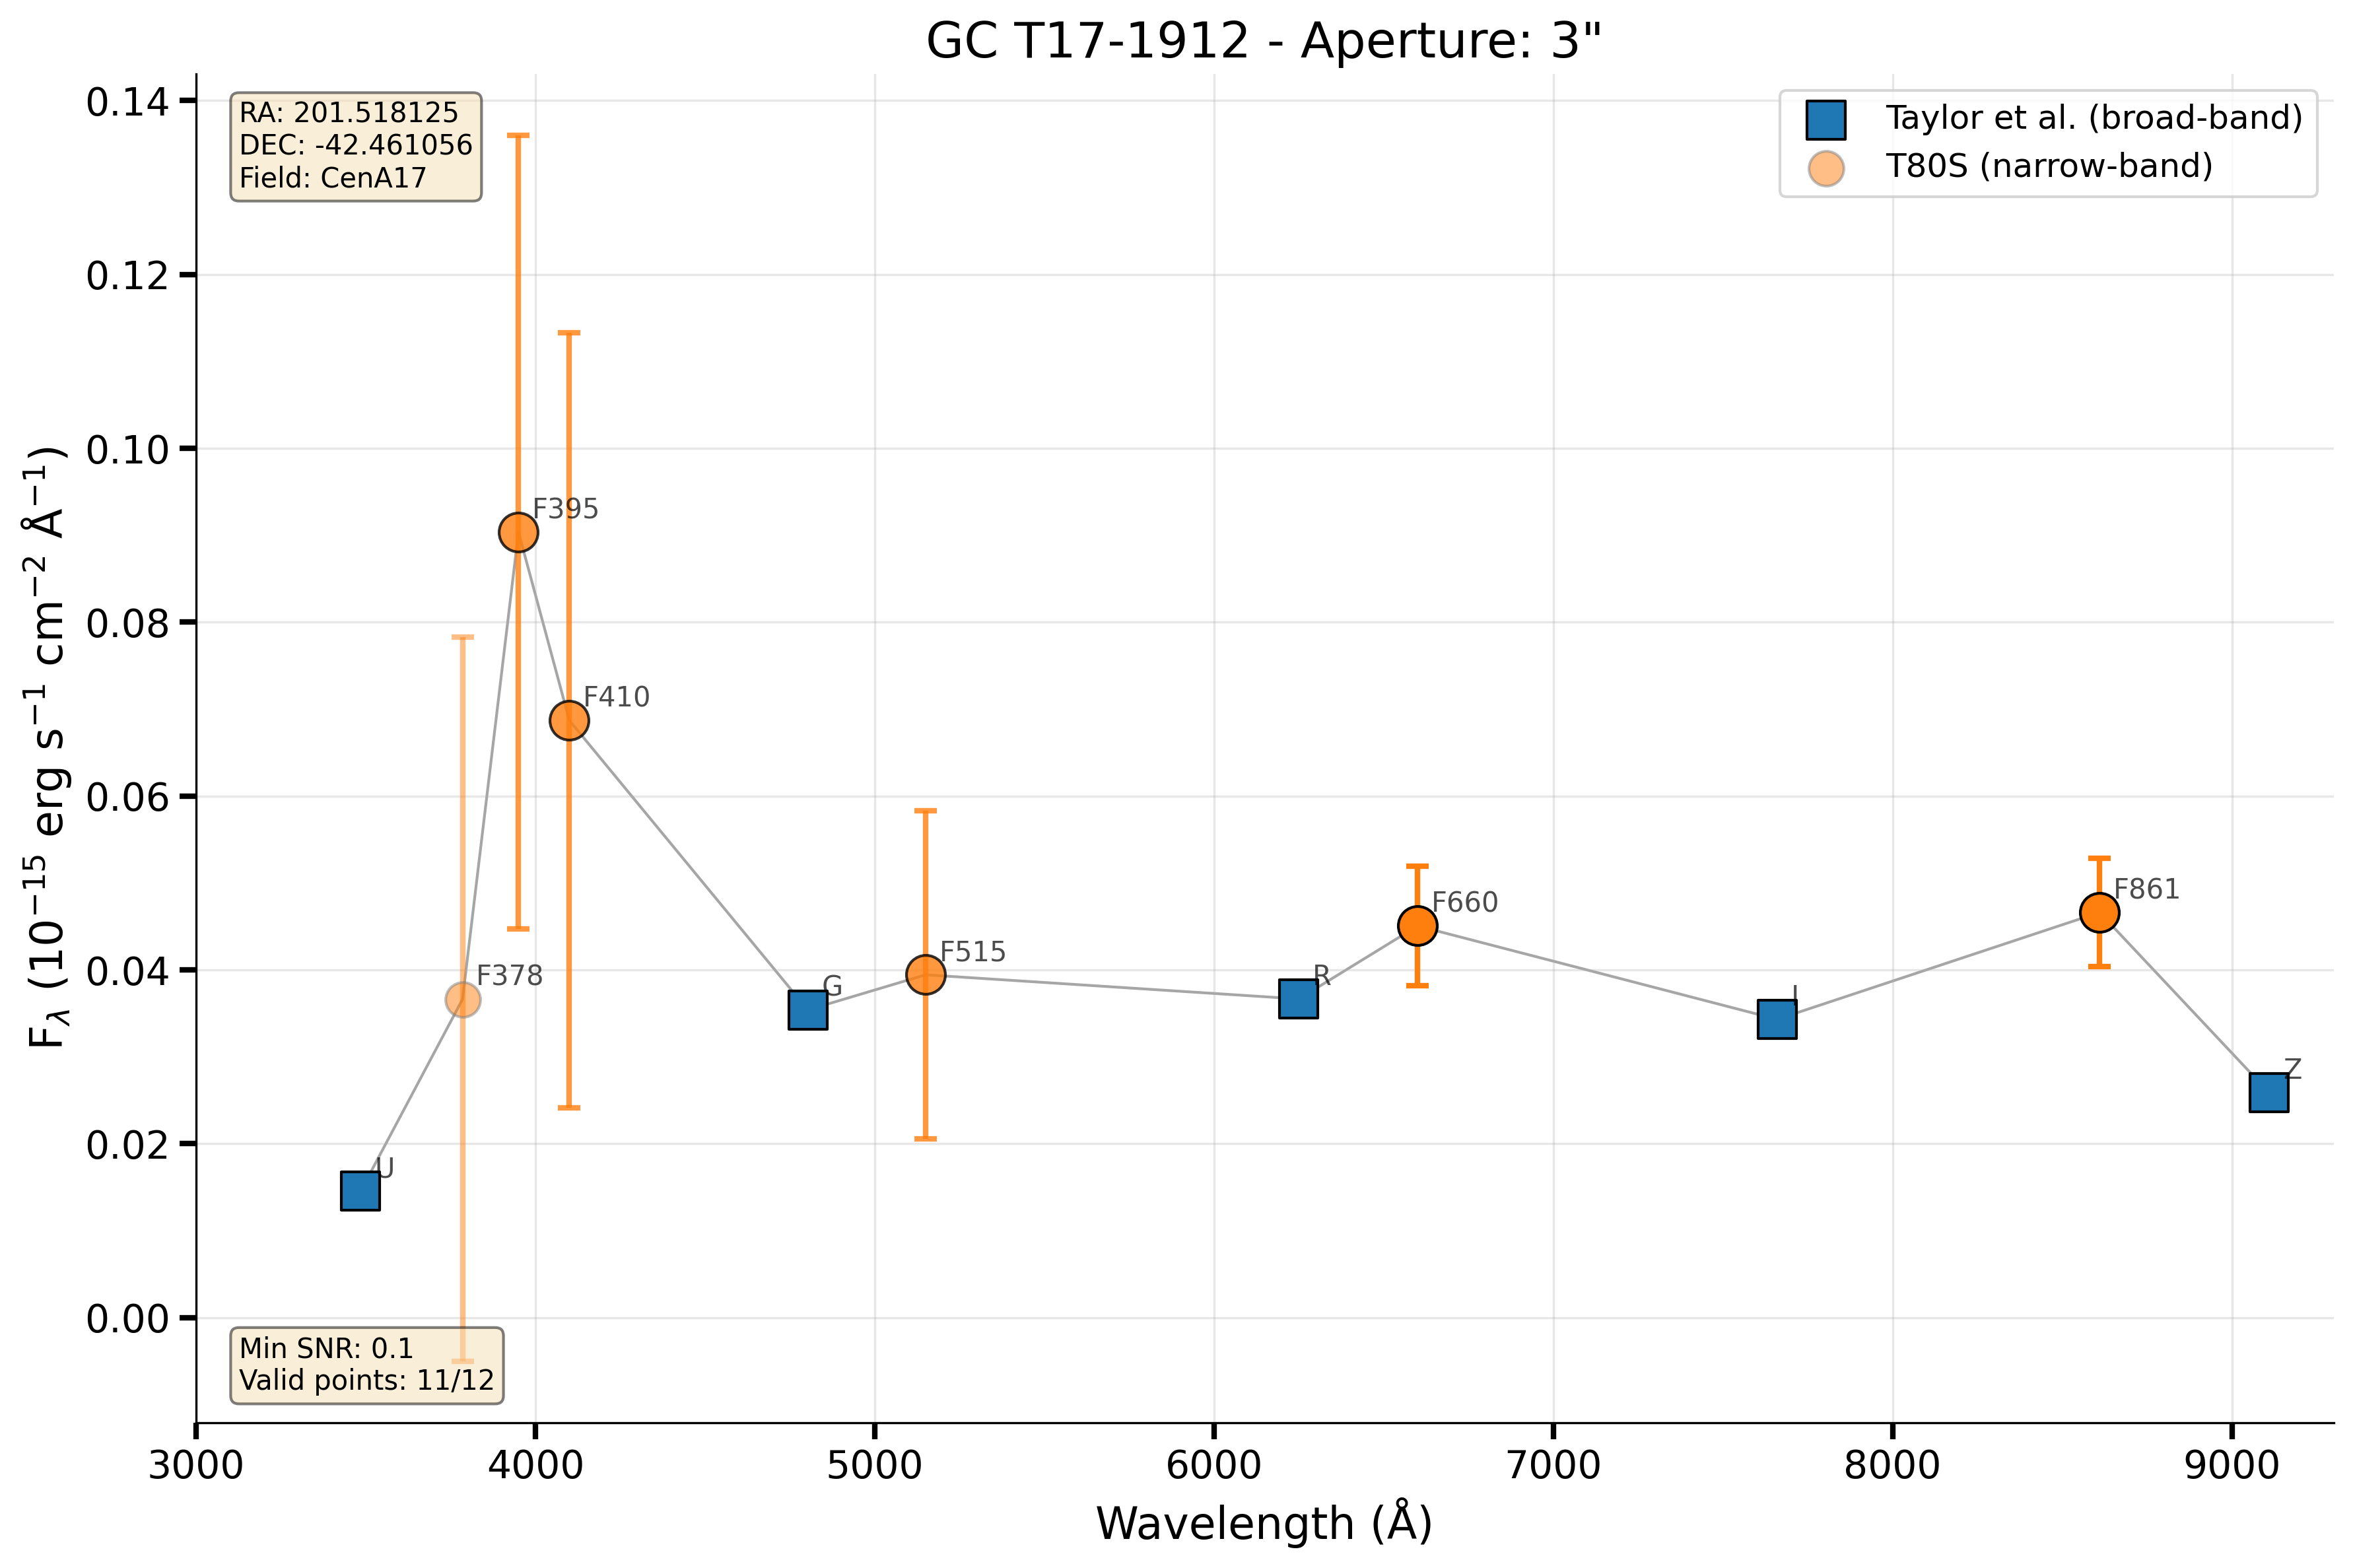 GC T17-1912 - Aperture: 3"
RA: 201.518125
DEC: -42.461056
Field: CenA17
Taylor et al. (broad-band)
T80S (narrow-band)
0.14
0.12
0.10
0.08
0.06
0.04
0.02
0.00
F_λ (10⁻¹⁵ erg s⁻¹ cm⁻² Å⁻¹)
F395
F410
F378
F515
F660
F861
G
R
I
Z
U
Min SNR: 0.1
Valid points: 11/12
3000 4000 5000 6000 7000 8000 9000
Wavelength (Å)